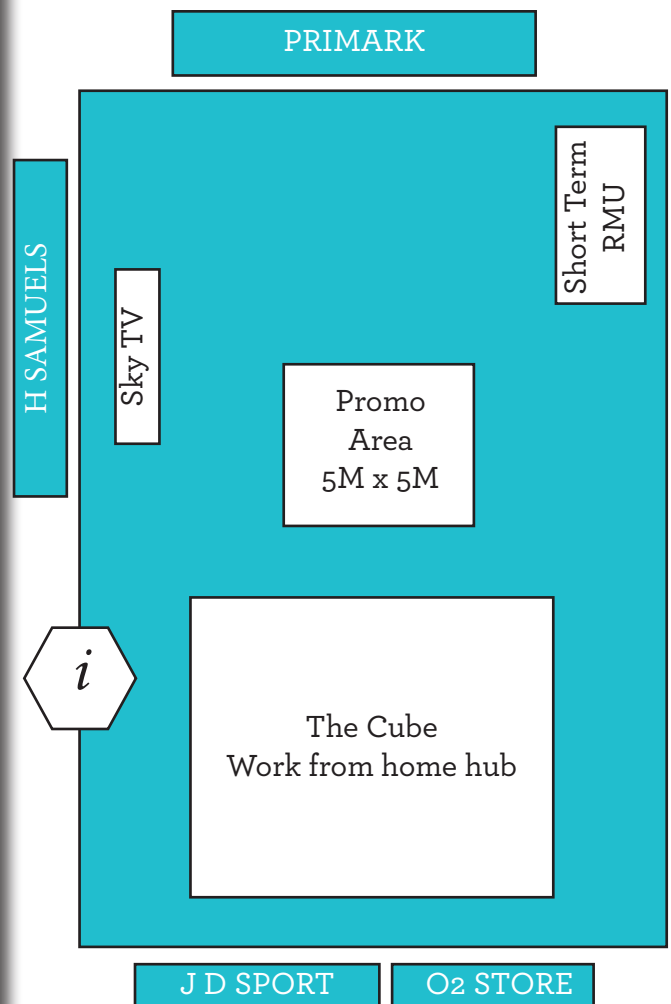 PRIMARK
Short Term
RMU
H SAMUELS
Sky TV
Promo
Area
5M x 5M
i
The Cube
Work from home hub
J D SPORT
O2 STORE